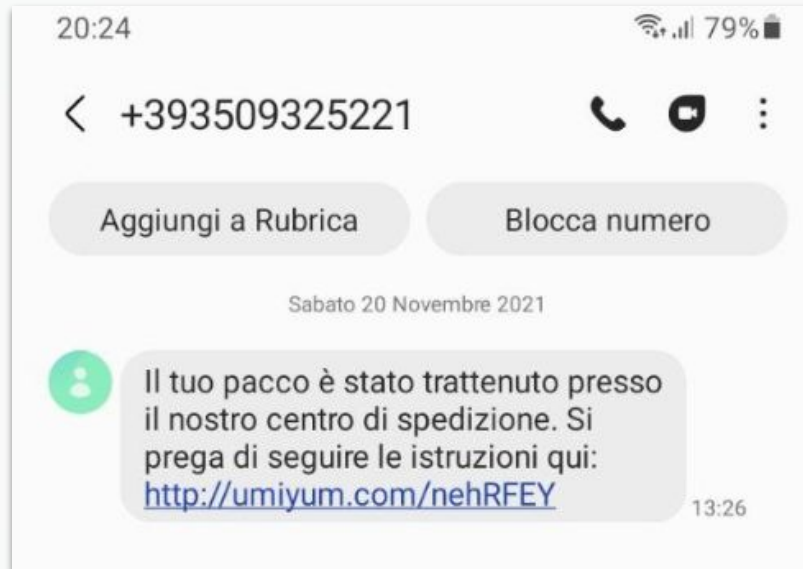 20:24 79%
+393509325221
Aggiungi a Rubrica Blocca numero
Sabato 20 Novembre 2021
Il tuo pacco è stato trattenuto presso
il nostro centro di spedizione. Si
prega di seguire le istruzioni qui:
http://umiyum.com/nehRFEY
13:26